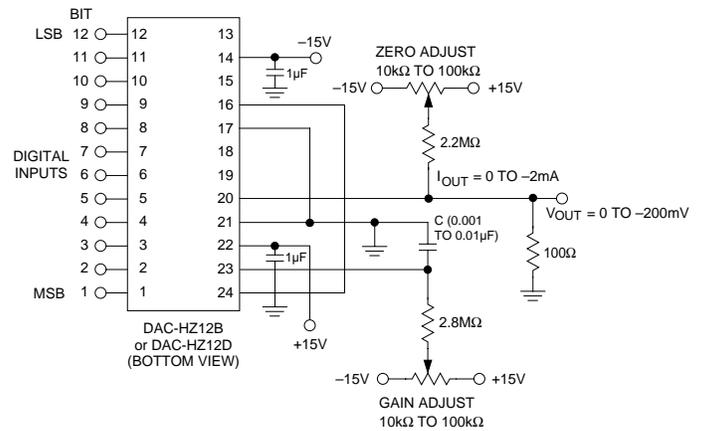 BIT
LSB 12 12 13
11 11 14 –15V
10 10 15 1µF
9 9 16
8 8 17
DIGITAL
INPUTS
7 7 18
6 6 19
5 5 20
4 4 21
3 3 22 1µF
2 2 23
MSB 1 1 24
DAC-HZ12B
or DAC-HZ12D
(BOTTOM VIEW)
+15V
ZERO ADJUST
10kΩ TO 100kΩ
–15V +15V
2.2MΩ
IOUT = 0 TO –2mA
VOUT = 0 TO –200mV
C (0.001
TO 0.01µF)
100Ω
2.8MΩ
–15V +15V
GAIN ADJUST
10kΩ TO 100kΩ